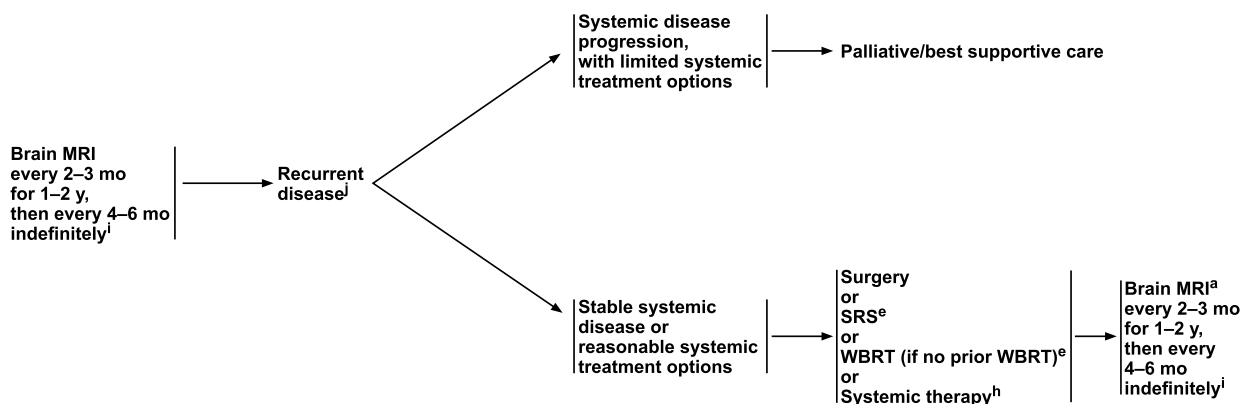 Brain MRI
every 2–3 mo
for 1–2 y,
then every 4–6 mo
indefinitelyⁱ
Recurrent
diseaseʲ
Systemic disease
progression,
with limited systemic
treatment options
Palliative/best supportive care
Stable systemic
disease or
reasonable systemic
treatment options
Surgery
or
SRSᵉ
or
WBRT (if no prior WBRT)ᵉ
or
Systemic therapyʰ
Brain MRIᵃ
every 2–3 mo
for 1–2 y,
then every
4–6 mo
indefinitelyⁱ